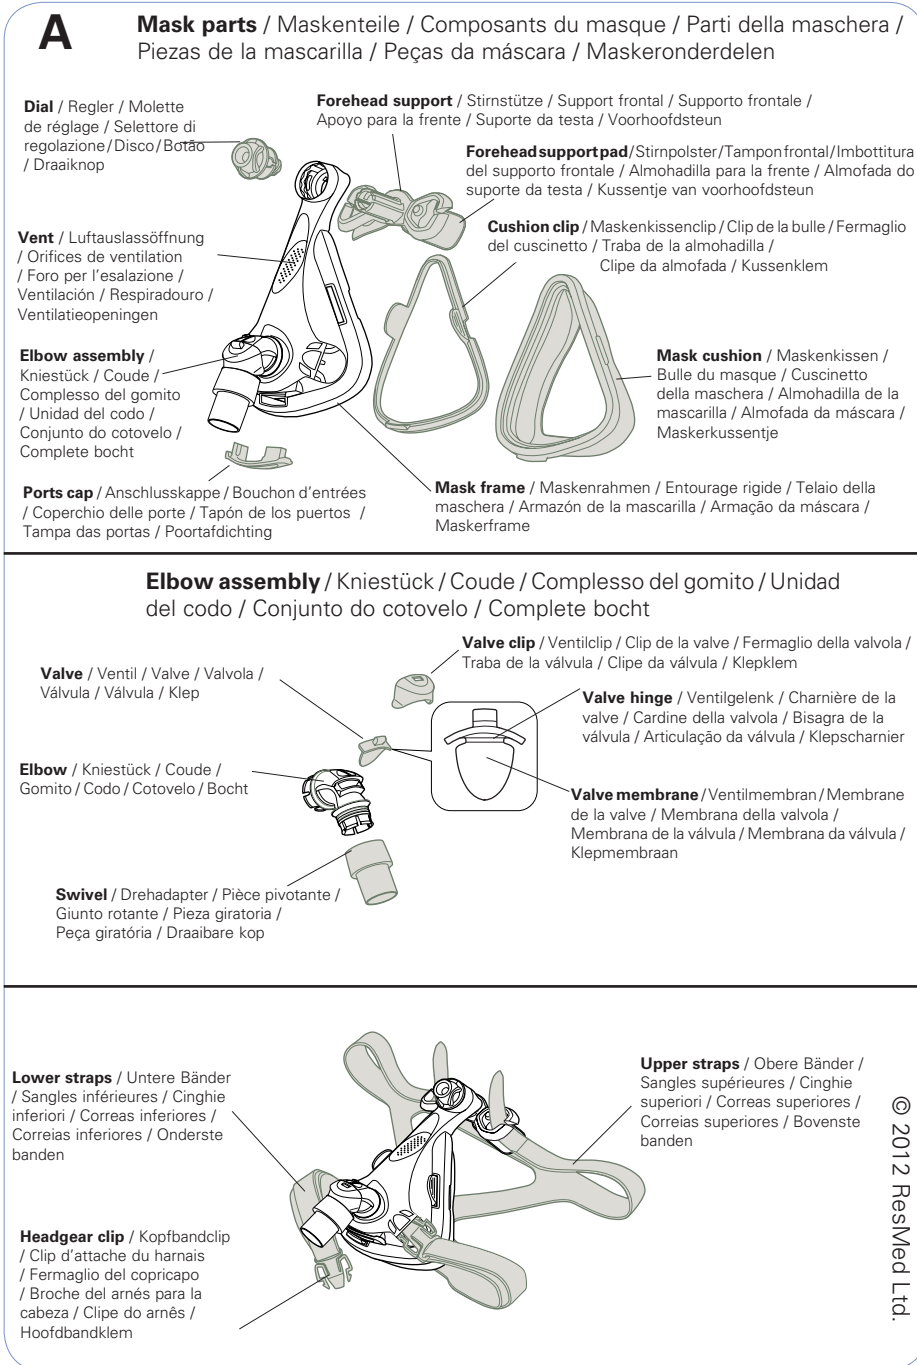 A
Mask parts / Maskenteile / Composants du masque / Parti della maschera /
Piezas de la mascarilla / Peças da máscara / Maskeronderdelen
Dial / Regler / Molette
de réglage / Selettore di
regolazione / Disco / Botão
/ Draaiknop
Forehead support / Stirnstütze / Support frontal / Supporto frontale /
Apoyo para la frente / Suporte da testa / Voorhoofdsteun
Forehead support pad / Stirnpolster / Tampon frontal / Imbottitura
del supporto frontale / Almohadilla para la frente / Almofada do
suporte da testa / Kussentje van voorhoofdsteun
Vent / Luftauslassöffnung
/ Orifices de ventilation
/ Foro per l'esalazione /
Ventilación / Respiradouro /
Ventilatieopeningen
Cushion clip / Maskenkissenclip / Clip de la bulle / Fermaglio
del cuscinetto / Traba de la almohadilla /
Clipe da almofada / Kussenklem
Elbow assembly /
Kniestück / Coude /
Complesso del gomito
/ Unidad del codo /
Conjunto do cotovelo /
Complete bocht
Mask cushion / Maskenkissen /
Bulle du masque / Cuscinetto
della maschera / Almohadilla de la
mascarilla / Almofada da máscara /
Maskerkussentje
Ports cap / Anschlusskappe / Bouchon d'entrées
/ Coperchio delle porte / Tapón de los puertos /
Tampa das portas / Poortafdichting
Mask frame / Maskenrahmen / Entourage rigide / Telaio della
maschera / Armazón de la mascarilla / Armação da máscara /
Maskerframe
Elbow assembly / Kniestück / Coude / Complesso del gomito / Unidad
del codo / Conjunto do cotovelo / Complete bocht
Valve clip / Ventilclip / Clip de la valve / Fermaglio della valvola /
Traba de la válvula / Clipe da válvula / Klepklem
Valve / Ventil / Valve / Valvola /
Válvula / Válvula / Klep
Valve hinge / Ventilgelenk / Charnière de la
valve / Cardine della valvola / Bisagra de la
válvula / Articulação da válvula / Klepscharnier
Elbow / Kniestück / Coude /
Gomito / Codo / Cotovelo / Bocht
Valve membrane / Ventilmembran / Membrane
de la valve / Membrana della valvola /
Membrana de la válvula / Membrana da válvula /
Klepmembraan
Swivel / Drehadapter / Pièce pivotante /
Giunto rotante / Pieza giratoria /
Peça giratória / Draaibare kop
Lower straps / Untere Bänder
/ Sangles inférieures / Cinghie
inferiori / Correas inferiores /
Correias inferiores / Onderste
banden
Upper straps / Obere Bänder /
Sangles supérieures / Cinghie
superiori / Correas superiores /
Correias superiores / Bovenste
banden
Headgear clip / Kopfbandclip
/ Clip d'attache du harnais
/ Fermaglio del copricapo
/ Broche del arnés para la
cabeza / Clipe do arnês /
Hoofdbandklem
© 2012 ResMed Ltd.